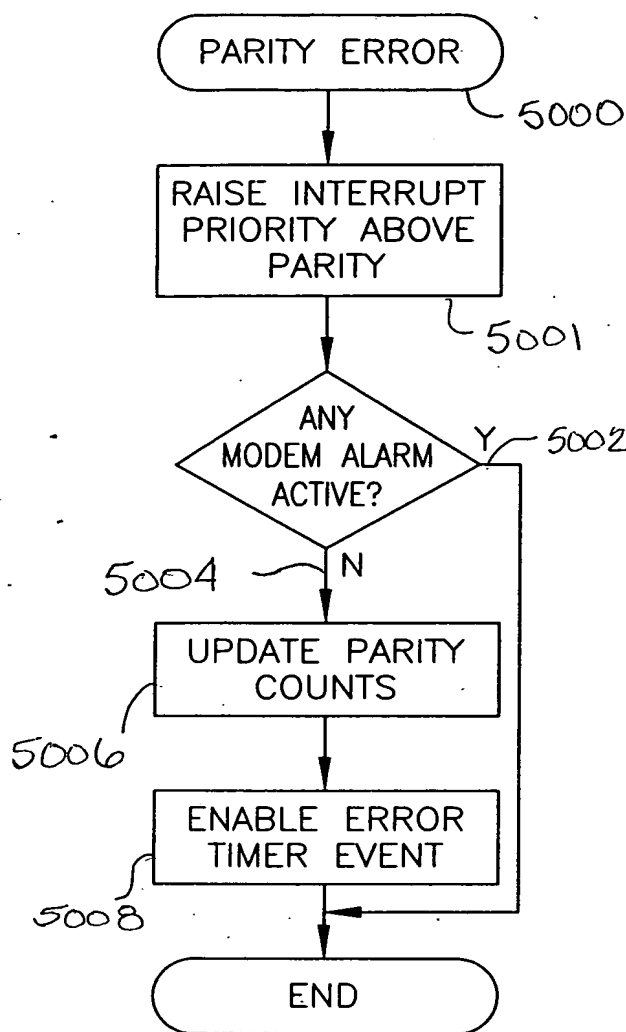 PARITY ERROR
5000
RAISE INTERRUPT
PRIORITY ABOVE
PARITY
5001
ANY
MODEM ALARM
ACTIVE?
Y
5002
5004
N
UPDATE PARITY
COUNTS
5006
ENABLE ERROR
TIMER EVENT
5008
END